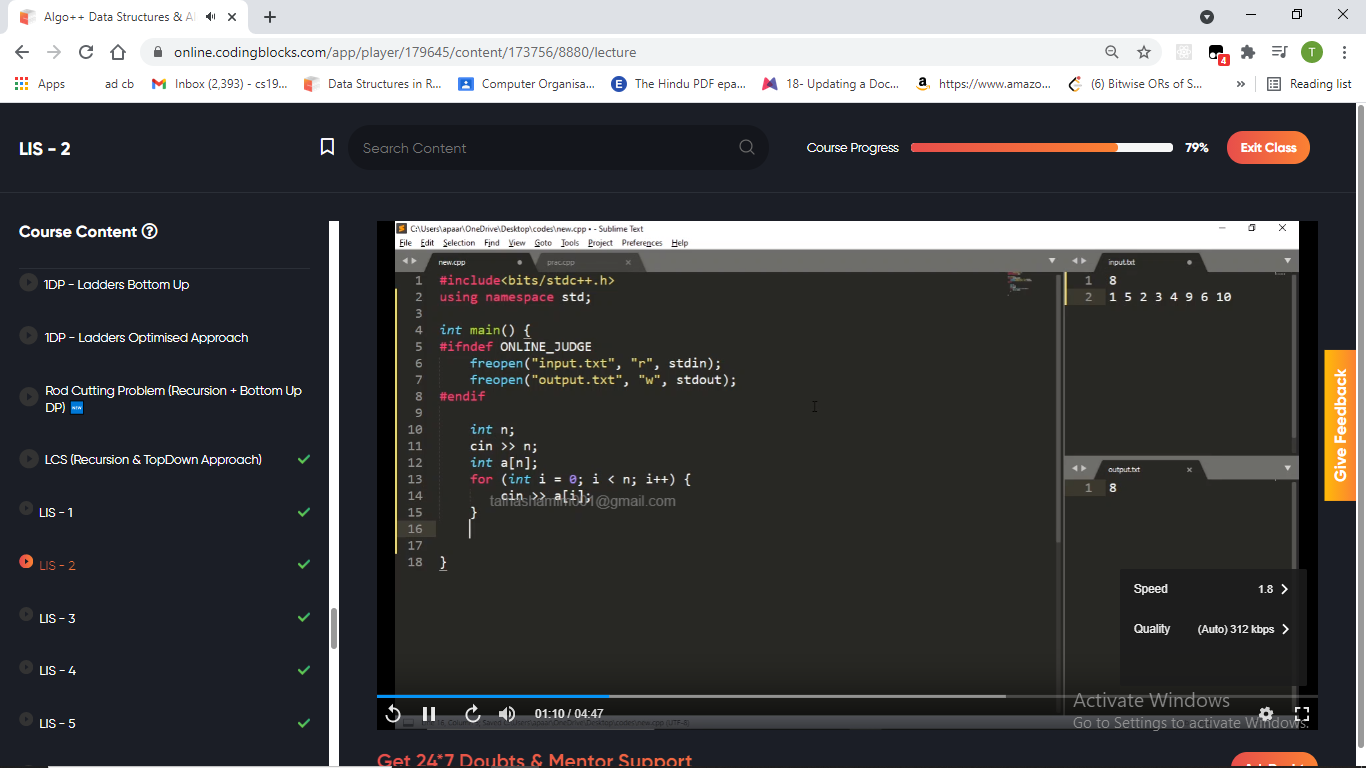 Algo++ Data Structures & Al
online.codingblocks.com/app/player/179645/content/173756/8880/lecture
4
T
Apps
ad cb
Inbox (2,393) - cs19...
Data Structures in R...
Computer Organisa...
The Hindu PDF epa...
18- Updating a Doc...
https://www.amazo...
(6) Bitwise ORs of S...
»
Reading list
LIS - 2
Search Content
Course Progress
79%
Exit Class
Course Content
1DP - Ladders Bottom Up
1DP - Ladders Optimised Approach
Rod Cutting Problem (Recursion + Bottom Up
DP)
LCS (Recursion & TopDown Approach)
LIS - 1
LIS - 2
LIS - 3
LIS - 4
LIS - 5
C:\Users\apaar\OneDrive\Desktop\codes\new.cpp • - Sublime Text
File Edit Selection Find View Goto Tools Project Preferences Help
new.cpp
prac.cpp
1 #include<bits/stdc++.h>
2 using namespace std;
3
4 int main() {
5 #ifndef ONLINE_JUDGE
6 freopen("input.txt", "r", stdin);
7 freopen("output.txt", "w", stdout);
8 #endif
9
10 int n;
11 cin >> n;
12 int a[n];
13 for (int i = 0; i < n; i++) {
14 cin >> a[i];
15 }
16
17
18 }
@gmail.com
input.txt
1 8
2 1 5 2 3 4 9 6 10
output.txt
1 8
Speed 1.8
Quality (Auto) 312 kbps
01:10 / 04:47
Activate Windows
Go to Settings to activate Windows.
Give Feedback
Get 24*7 Doubts & Mentor Support